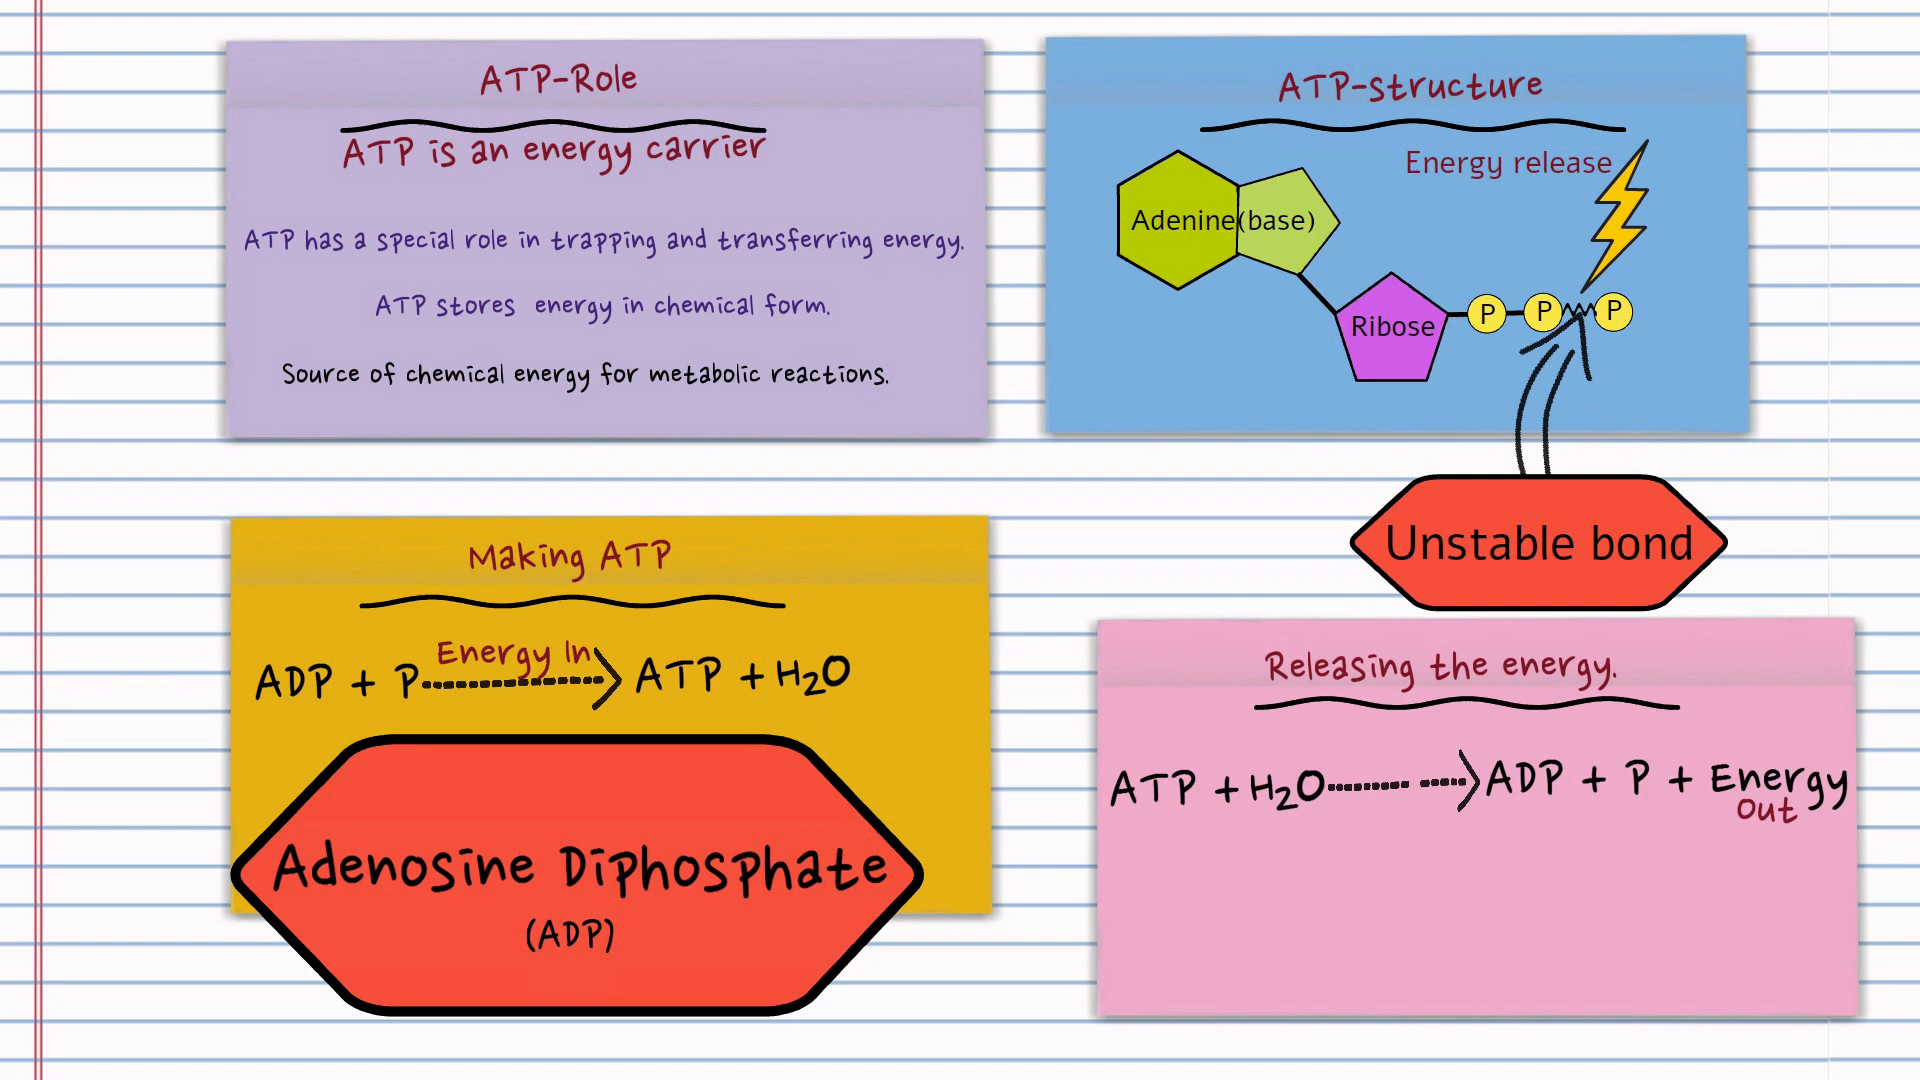 ATP-Role
ATP is an energy carrier
ATP has a special role in trapping and transferring energy.
ATP stores energy in chemical form.
Source of chemical energy for metabolic reactions.
ATP-structure
Energy release
Adenine(base)
Ribose
P P P
Unstable bond
Making ATP
Energy In
ADP + P ATP + H₂O
Adenosine Diphosphate
(ADP)
Releasing the energy.
ATP + H₂O ADP + P + Energy
Out